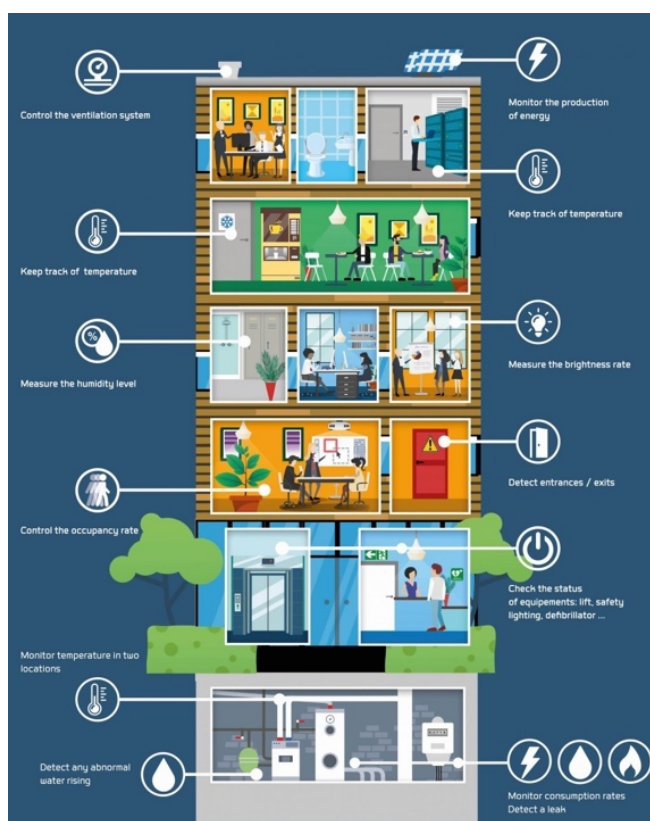 Control the ventilation system
Monitor the production
of energy
Keep track of temperature
Keep track of temperature
%
Measure the humidity level
Measure the brightness rate
Detect entrances / exits
Control the occupancy rate
Check the status
of equipements: lift, safety
lighting, defibrillator ...
Monitor temperature in two
locations
Detect any abnormal
water rising
Monitor consumption rates
Detect a leak